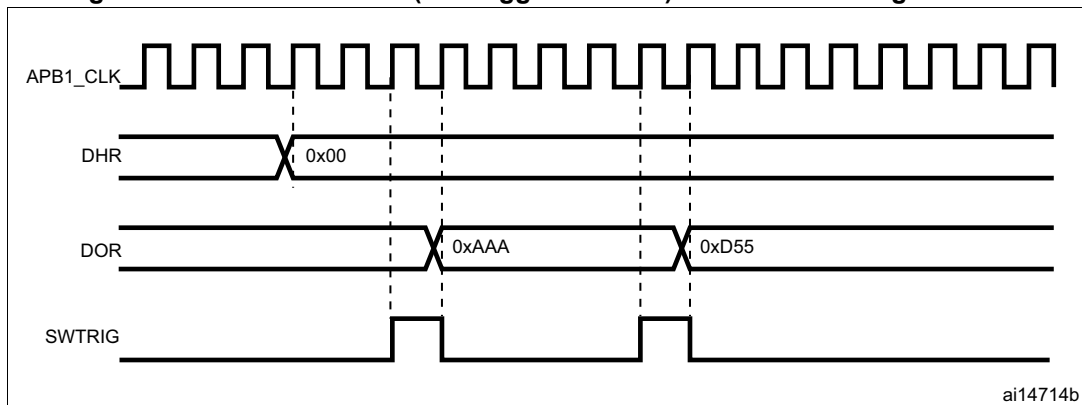 APB1_CLK
DHR
0x00
DOR
0xAAA
0xD55
SWTRIG
ai14714b